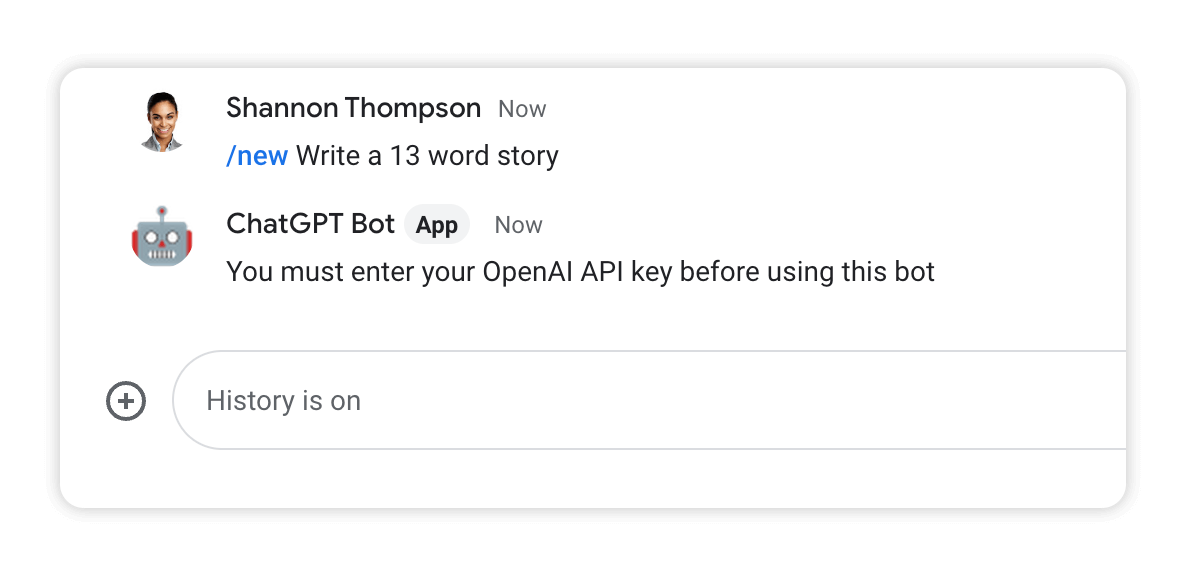 Shannon Thompson Now
/new Write a 13 word story
ChatGPT Bot App Now
You must enter your OpenAI API key before using this bot
History is on